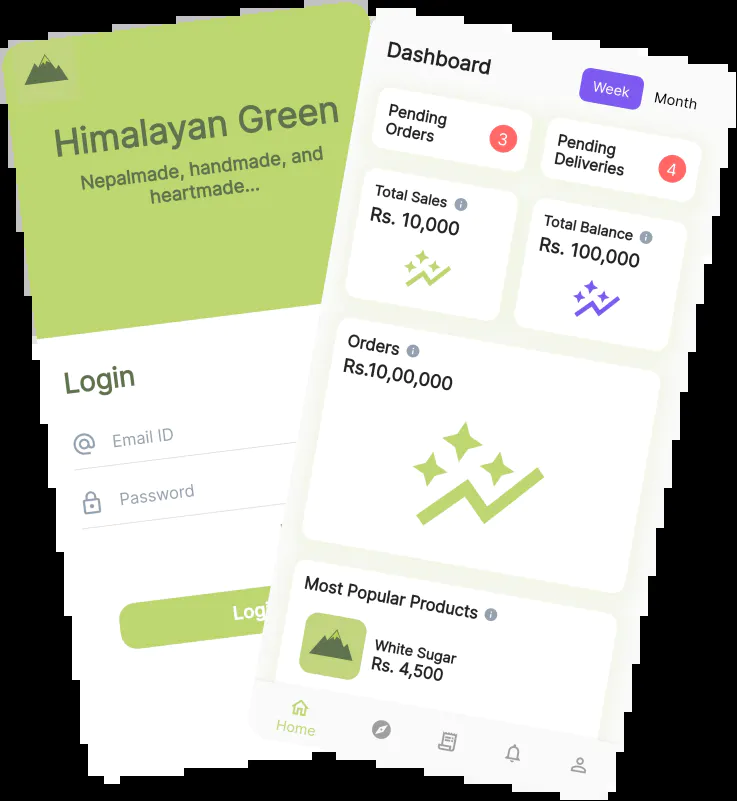 Himalayan Green
Nepalmade, handmade, and
heartmade...
Login
Email ID
Password
Dashboard
Week
Month
Pending
Orders
3
Pending
Deliveries
4
Total Sales
Rs. 10,000
Total Balance
Rs. 100,000
Orders
Rs.10,00,000
Most Popular Products
White Sugar
Rs. 4,500
Home